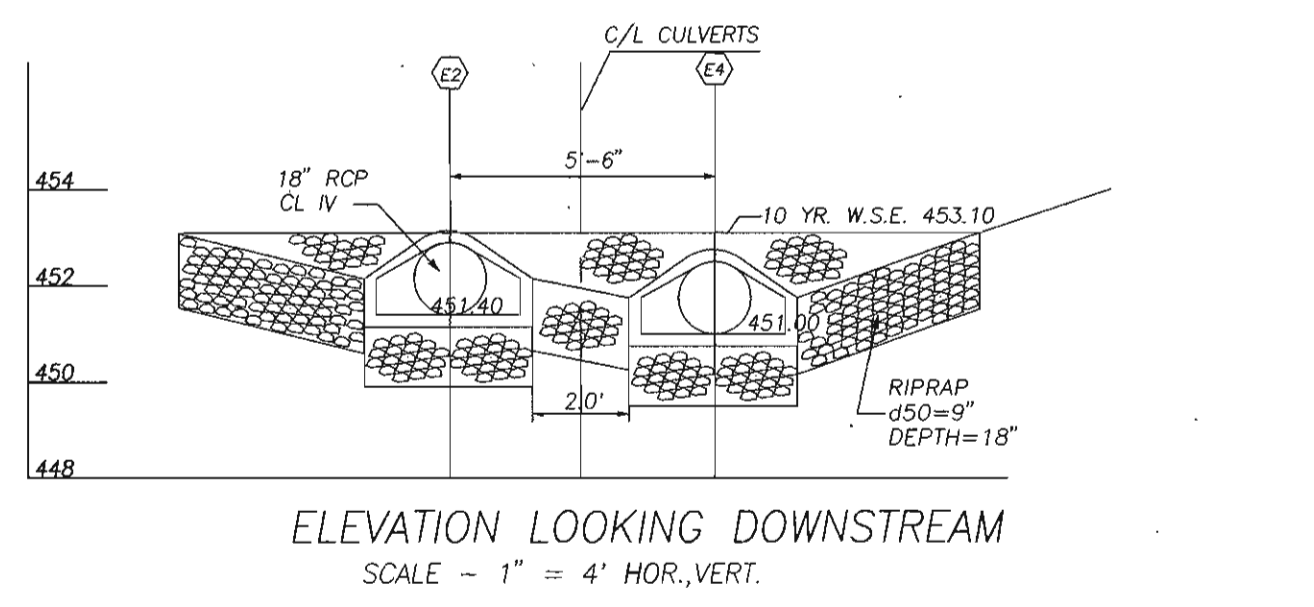 C/L CULVERTS
E2
E4
5'-6"
454
18" RCP
CL IV
10 YR. W.S.E. 453.10
452
451.40
451.00
450
2.0'
RIPRAP
d50=9"
DEPTH=18"
448
ELEVATION LOOKING DOWNSTREAM
SCALE - 1" = 4' HOR.,VERT.